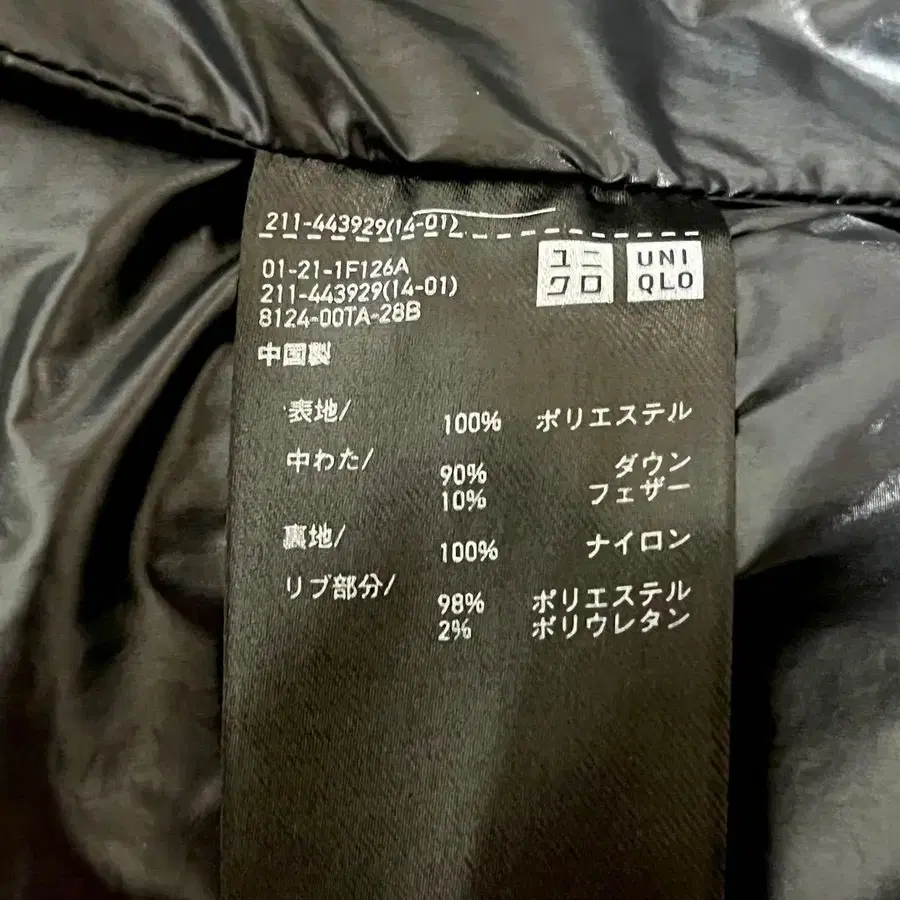 211-443929(14-01)
ユニ
クロ
UNI
QLO
01-21-1F126A
211-443929(14-01)
8124-00TA-28B
中国製
表地/
100% ポリエステル
中わた/
90% ダウン
10% フェザー
裏地/
100% ナイロン
リブ部分/
98% ポリエステル
2% ポリウレタン